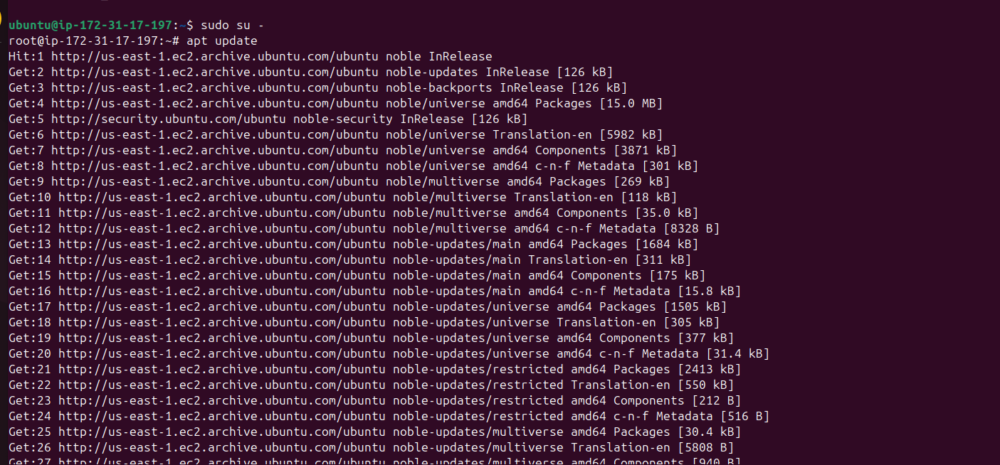 ubuntu@ip-172-31-17-197:~$ sudo su -
root@ip-172-31-17-197:~# apt update
Hit:1 http://us-east-1.ec2.archive.ubuntu.com/ubuntu noble InRelease
Get:2 http://us-east-1.ec2.archive.ubuntu.com/ubuntu noble-updates InRelease [126 kB]
Get:3 http://us-east-1.ec2.archive.ubuntu.com/ubuntu noble-backports InRelease [126 kB]
Get:4 http://us-east-1.ec2.archive.ubuntu.com/ubuntu noble/universe amd64 Packages [15.0 MB]
Get:5 http://security.ubuntu.com/ubuntu noble-security InRelease [126 kB]
Get:6 http://us-east-1.ec2.archive.ubuntu.com/ubuntu noble/universe Translation-en [5982 kB]
Get:7 http://us-east-1.ec2.archive.ubuntu.com/ubuntu noble/universe amd64 Components [3871 kB]
Get:8 http://us-east-1.ec2.archive.ubuntu.com/ubuntu noble/universe amd64 c-n-f Metadata [301 kB]
Get:9 http://us-east-1.ec2.archive.ubuntu.com/ubuntu noble/multiverse amd64 Packages [269 kB]
Get:10 http://us-east-1.ec2.archive.ubuntu.com/ubuntu noble/multiverse Translation-en [118 kB]
Get:11 http://us-east-1.ec2.archive.ubuntu.com/ubuntu noble/multiverse amd64 Components [35.0 kB]
Get:12 http://us-east-1.ec2.archive.ubuntu.com/ubuntu noble/multiverse amd64 c-n-f Metadata [8328 B]
Get:13 http://us-east-1.ec2.archive.ubuntu.com/ubuntu noble-updates/main amd64 Packages [1684 kB]
Get:14 http://us-east-1.ec2.archive.ubuntu.com/ubuntu noble-updates/main Translation-en [311 kB]
Get:15 http://us-east-1.ec2.archive.ubuntu.com/ubuntu noble-updates/main amd64 Components [175 kB]
Get:16 http://us-east-1.ec2.archive.ubuntu.com/ubuntu noble-updates/main amd64 c-n-f Metadata [15.8 kB]
Get:17 http://us-east-1.ec2.archive.ubuntu.com/ubuntu noble-updates/universe amd64 Packages [1505 kB]
Get:18 http://us-east-1.ec2.archive.ubuntu.com/ubuntu noble-updates/universe Translation-en [305 kB]
Get:19 http://us-east-1.ec2.archive.ubuntu.com/ubuntu noble-updates/universe amd64 Components [377 kB]
Get:20 http://us-east-1.ec2.archive.ubuntu.com/ubuntu noble-updates/universe amd64 c-n-f Metadata [31.4 kB]
Get:21 http://us-east-1.ec2.archive.ubuntu.com/ubuntu noble-updates/restricted amd64 Packages [2413 kB]
Get:22 http://us-east-1.ec2.archive.ubuntu.com/ubuntu noble-updates/restricted Translation-en [550 kB]
Get:23 http://us-east-1.ec2.archive.ubuntu.com/ubuntu noble-updates/restricted amd64 Components [212 B]
Get:24 http://us-east-1.ec2.archive.ubuntu.com/ubuntu noble-updates/restricted amd64 c-n-f Metadata [516 B]
Get:25 http://us-east-1.ec2.archive.ubuntu.com/ubuntu noble-updates/multiverse amd64 Packages [30.4 kB]
Get:26 http://us-east-1.ec2.archive.ubuntu.com/ubuntu noble-updates/multiverse Translation-en [5808 B]
Get:27 http://us-east-1.ec2.archive.ubuntu.com/ubuntu noble-updates/multiverse amd64 Components [940 B]